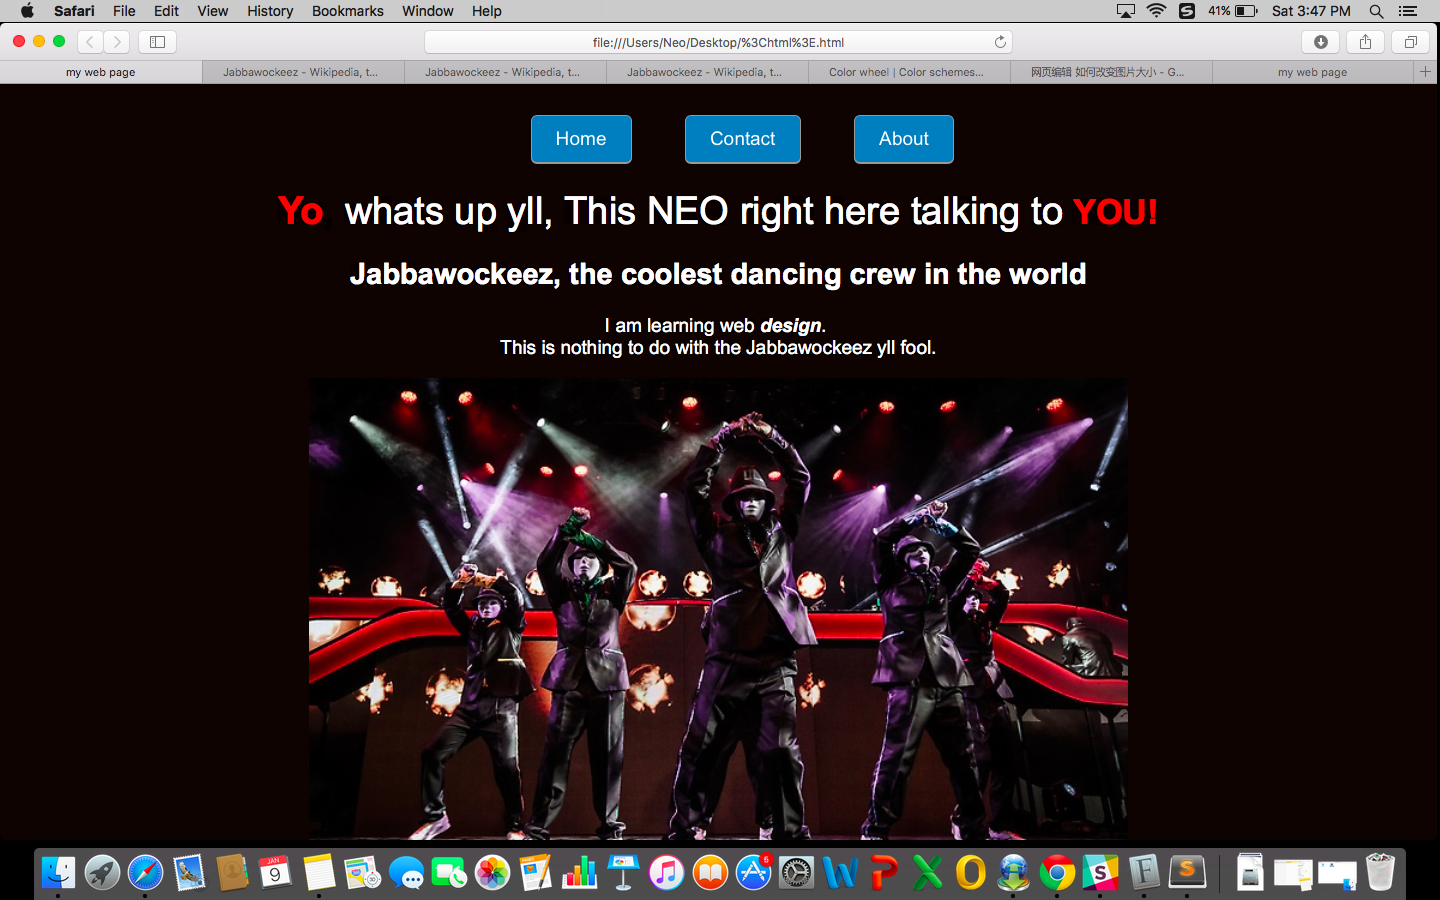 Safari File Edit View History Bookmarks Window Help 41% Sat 3:47 PM
file:///Users/Neo/Desktop/%3Chtml%3E.html
my web page Jabbawockeez - Wikipedia, t... Jabbawockeez - Wikipedia, t... Jabbawockeez - Wikipedia, t... Color wheel | Color schemes... 网页编辑 如何改变图片大小 - G... my web page
Home Contact About
Yo whats up yll, This NEO right here talking to YOU!
Jabbawockeez, the coolest dancing crew in the world
I am learning web design.
This is nothing to do with the Jabbawockeez yll fool.
JAN
9
6